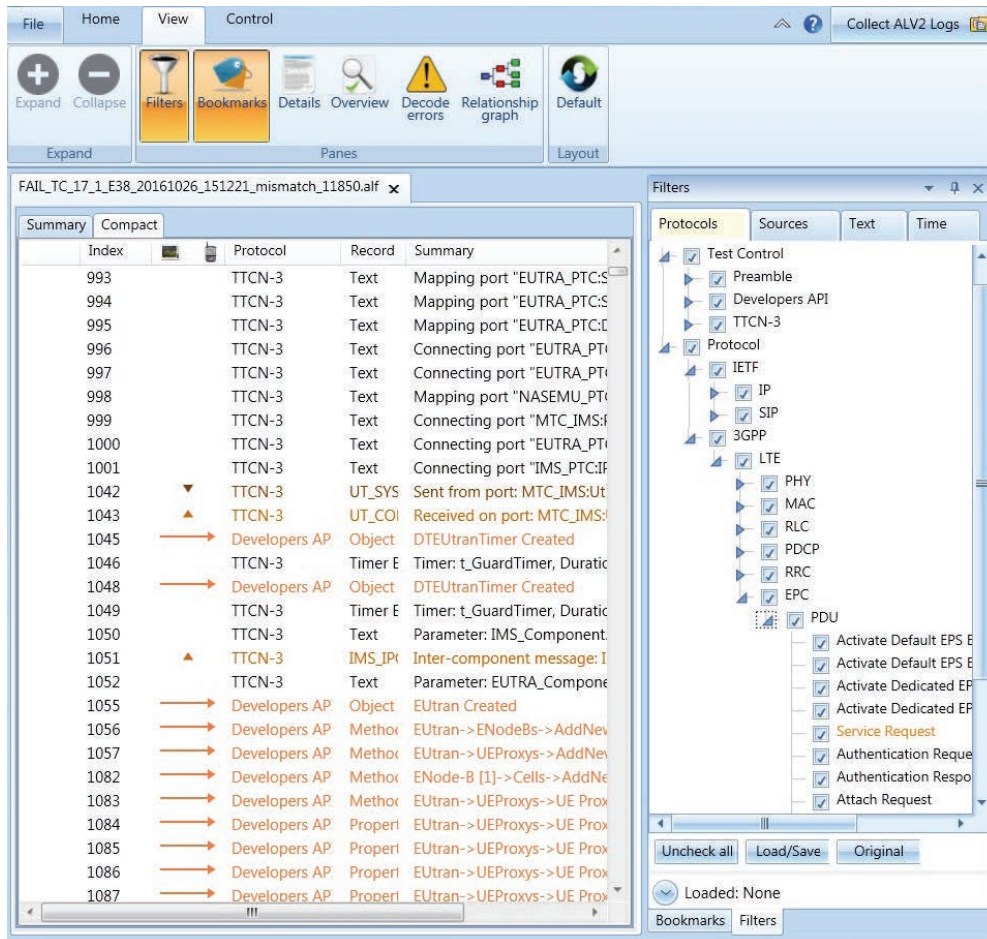 File Home View Control Collect ALV2 Logs
Expand Collapse Filters Bookmarks Details Overview Decode errors Relationship graph Default
Expand Panes Layout
FAIL_TC_17_1_E38_20161026_151221_mismatch_11850.alf x
Summary Compact
Index Protocol Record Summary
993 TTCN-3 Text Mapping port "EUTRA_PTC:S
994 TTCN-3 Text Mapping port "EUTRA_PTC:S
995 TTCN-3 Text Mapping port "EUTRA_PTC:D
996 TTCN-3 Text Connecting port "EUTRA_PT
997 TTCN-3 Text Connecting port "EUTRA_PT
998 TTCN-3 Text Mapping port "NASEMU_PT
999 TTCN-3 Text Connecting port "MTC_IMS:
1000 TTCN-3 Text Connecting port "EUTRA_PT
1001 TTCN-3 Text Connecting port "IMS_PTC:IF
1042 TTCN-3 UT_SYS Sent from port: MTC_IMS:Ut
1043 TTCN-3 UT_COI Received on port: MTC_IMS:
1045 Developers AP Object DTEUtranTimer Created
1046 TTCN-3 Timer E Timer: t_GuardTimer, Duratic
1048 Developers AP Object DTEUtranTimer Created
1049 TTCN-3 Timer E Timer: t_GuardTimer, Duratic
1050 TTCN-3 Text Parameter: IMS_Component.
1051 TTCN-3 IMS_IP Inter-component message: I
1052 TTCN-3 Text Parameter: EUTRA_Compone
1055 Developers AP Object EUtran Created
1056 Developers AP Method EUtran->ENodeBs->AddNev
1057 Developers AP Method EUtran->UEProxys->AddNev
1082 Developers AP Method ENode-B [1]->Cells->AddNe
1083 Developers AP Method EUtran->UEProxys->UE Prox
1084 Developers AP Propert EUtran->UEProxys->UE Prox
1085 Developers AP Propert EUtran->UEProxys->UE Prox
1086 Developers AP Propert EUtran->UEProxys->UE Prox
1087 Developers AP Propert EUtran->UEProxys->UE Prox
Filters
Protocols Sources Text Time
Test Control
Preamble
Developers API
TTCN-3
Protocol
IETF
IP
SIP
3GPP
LTE
PHY
MAC
RLC
PDCP
RRC
EPC
PDU
Activate Default EPS E
Activate Default EPS E
Activate Dedicated EP
Activate Dedicated EP
Service Request
Authentication Reque
Authentication Respo
Attach Request
Uncheck all Load/Save Original
Loaded: None
Bookmarks Filters